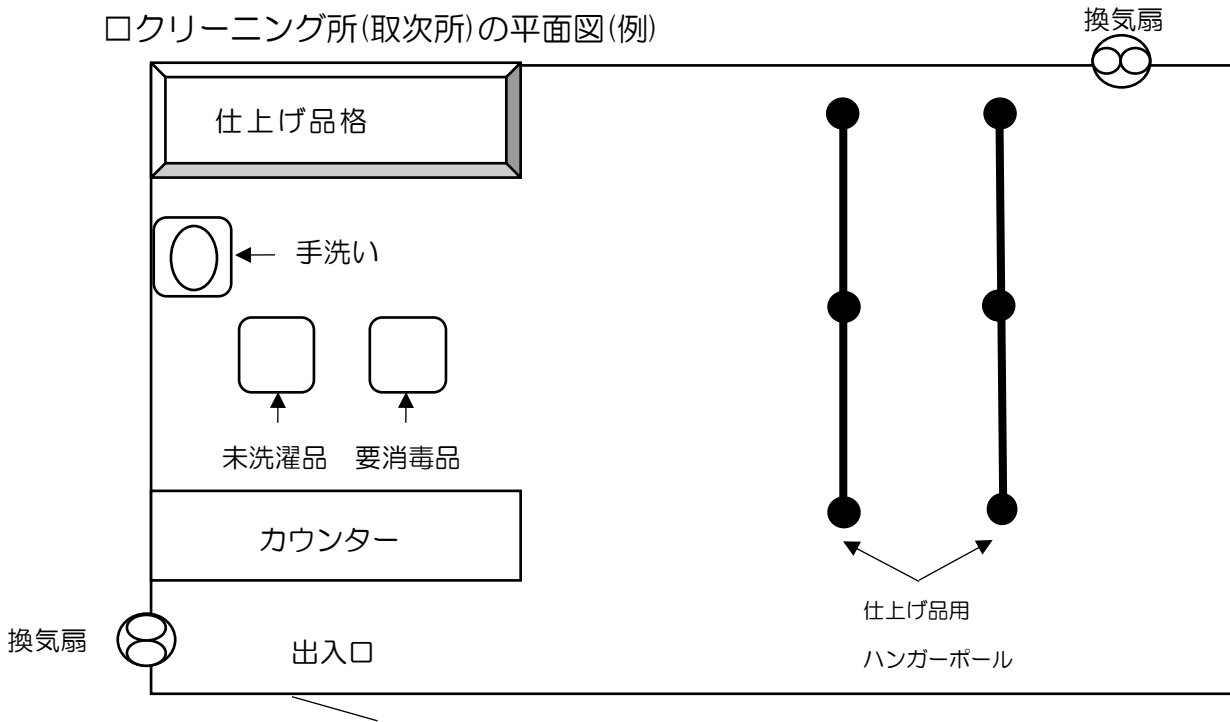 □クリーニング所(取次所)の平面図(例)
換気扇
仕上げ品格
手洗い
未洗濯品 要消毒品
カウンター
仕上げ品用
ハンガーポール
換気扇
出入口